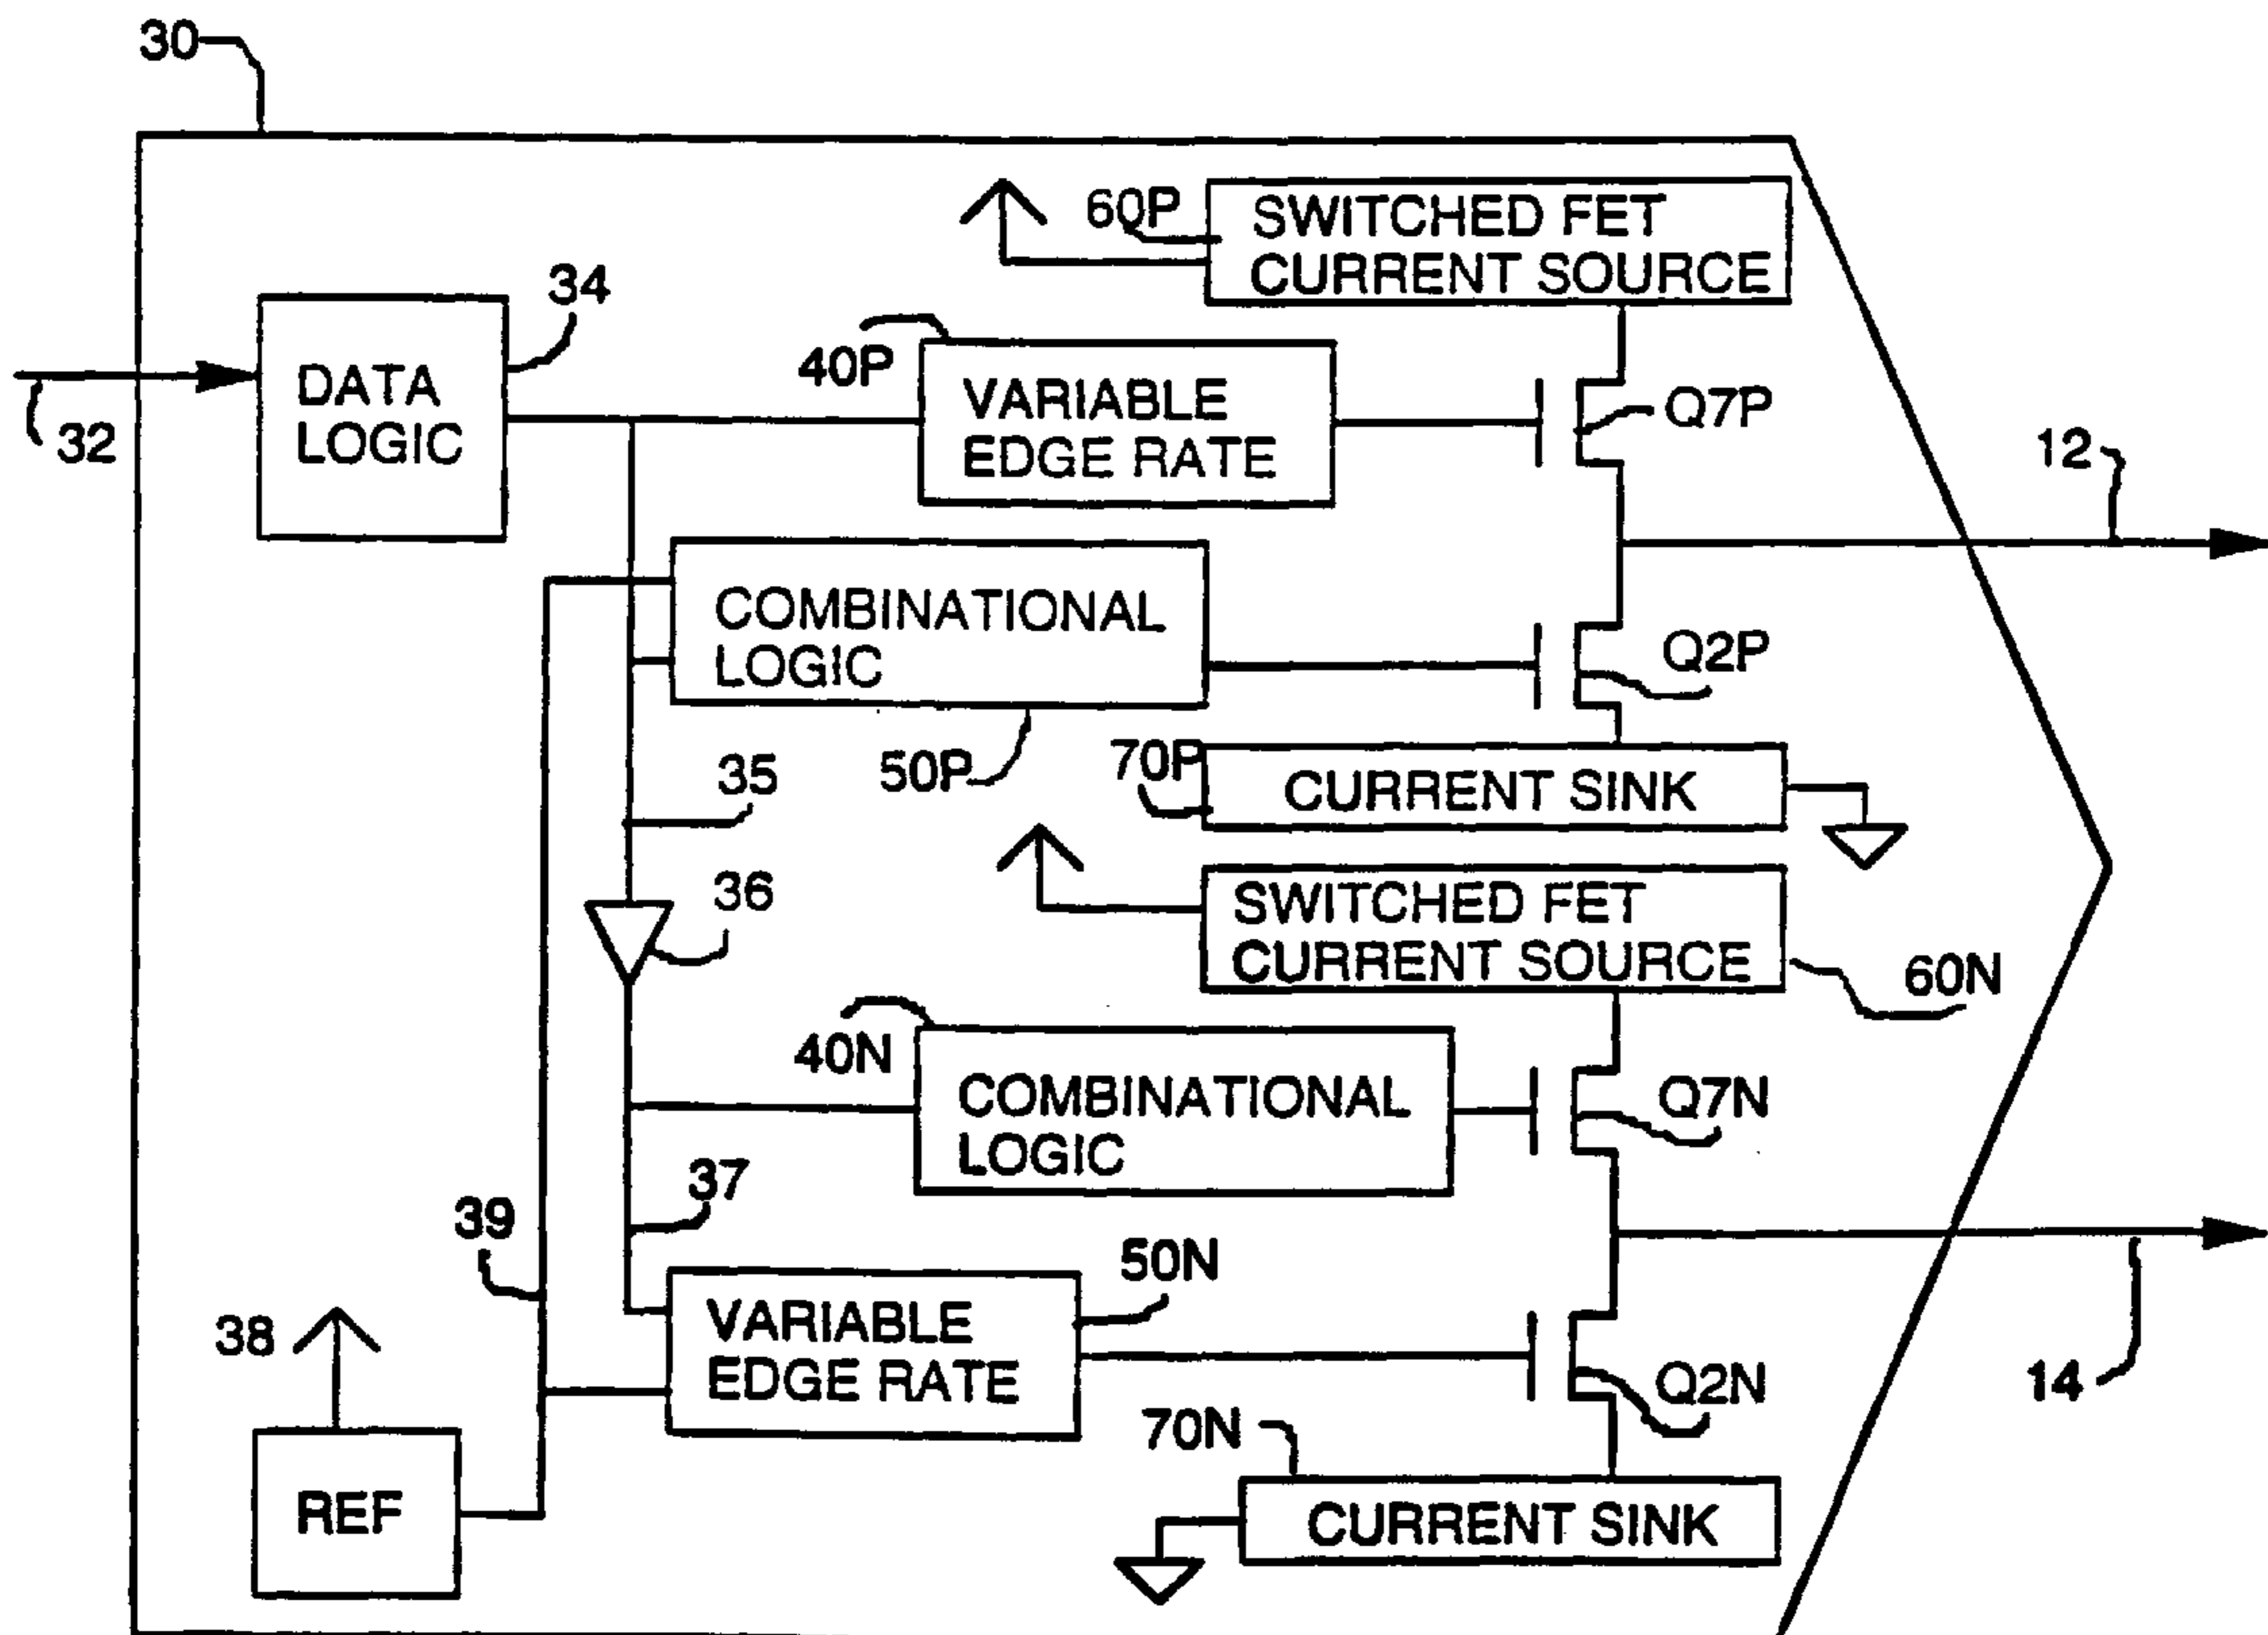 30
60P
SWITCHED FET
CURRENT SOURCE
34
DATA
LOGIC
32
40P
VARIABLE
EDGE RATE
Q7P
12
COMBINATIONAL
LOGIC
Q2P
50P
70P
CURRENT SINK
35
36
SWITCHED FET
CURRENT SOURCE
60N
40N
COMBINATIONAL
LOGIC
Q7N
37
39
50N
VARIABLE
EDGE RATE
38
Q2N
14
70N
REF
CURRENT SINK